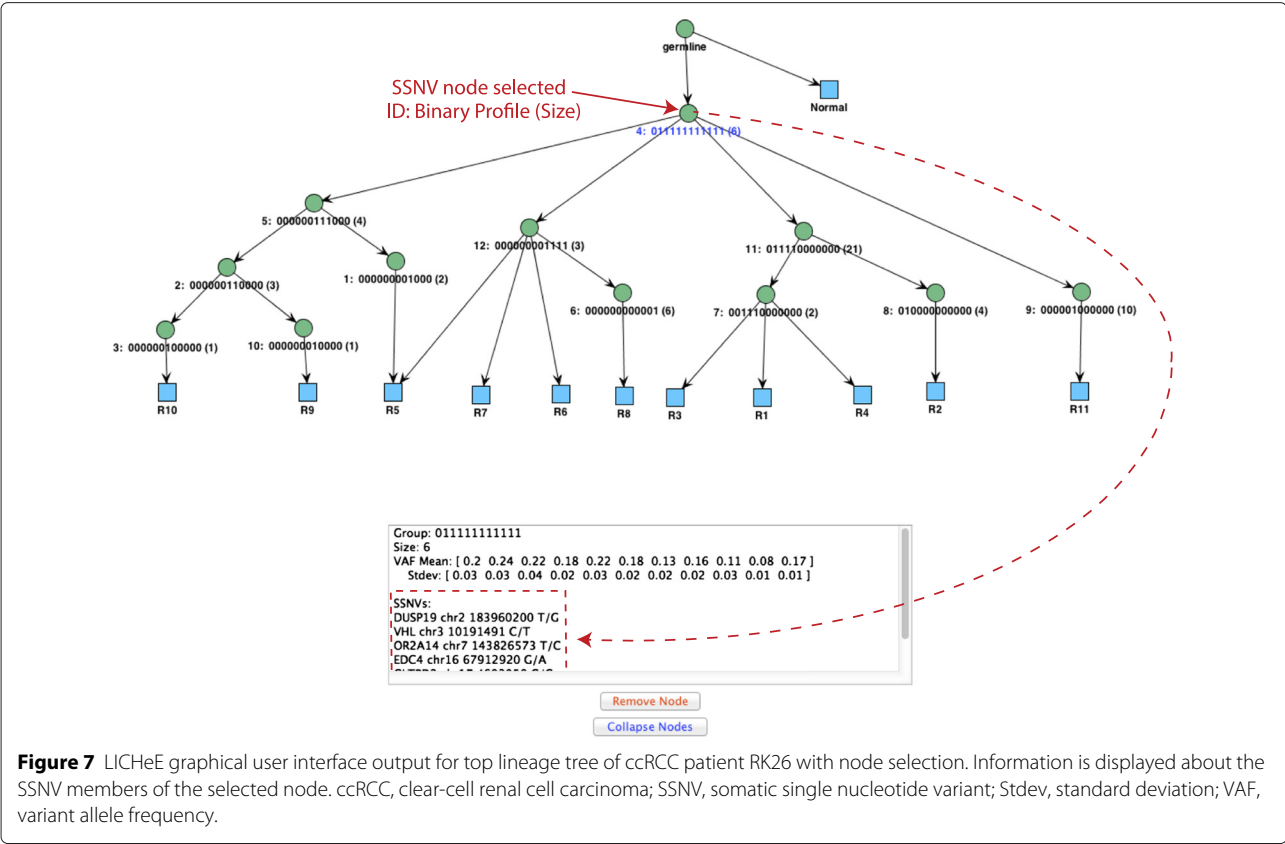 germline
SSNV node selected
ID: Binary Profile (Size)
Normal
4: 011111111111 (6)
5: 000000111000 (4)
12: 000000001111 (3)
11: 011110000000 (21)
2: 000000110000 (3)
1: 000000001000 (2)
6: 000000000001 (6)
7: 001110000000 (2)
8: 010000000000 (4)
9: 000001000000 (10)
3: 000000100000 (1)
10: 000000010000 (1)
R10 R9 R5 R7 R6 R8 R3 R1 R4 R2 R11
Group: 011111111111
Size: 6
VAF Mean: [ 0.2 0.24 0.22 0.18 0.22 0.18 0.13 0.16 0.11 0.08 0.17 ]
Stdev: [ 0.03 0.03 0.04 0.02 0.03 0.02 0.02 0.02 0.03 0.01 0.01 ]
SSNVs:
DUSP19 chr2 183960200 T/G
VHL chr3 10191491 C/T
OR2A14 chr7 143826573 T/C
EDC4 chr16 67912920 G/A
Remove Node
Collapse Nodes
Figure 7 LICHeE graphical user interface output for top lineage tree of ccRCC patient RK26 with node selection. Information is displayed about the
SSNV members of the selected node. ccRCC, clear-cell renal cell carcinoma; SSNV, somatic single nucleotide variant; Stdev, standard deviation; VAF,
variant allele frequency.